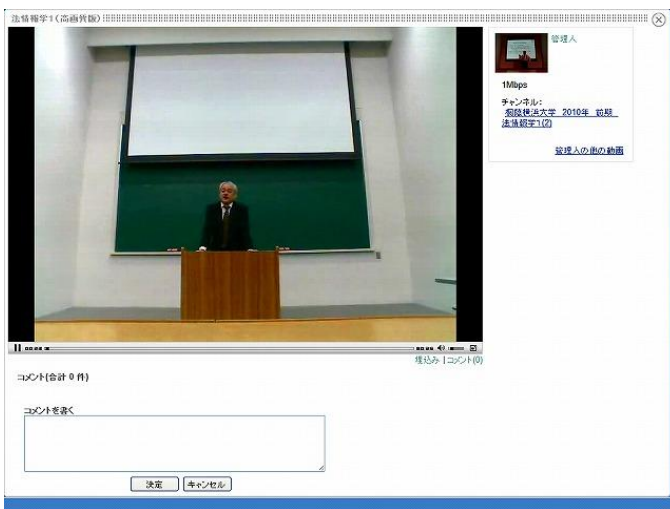 法情報学1(高画質版)
管理人
1Mbps
チャンネル:
桐蔭横浜大学 2010年 前期
法情報学1(2)
管理人の他の動画
埋込み | コメント(0)
コメント(合計 0 件)
コメントを書く
決定
キャンセル